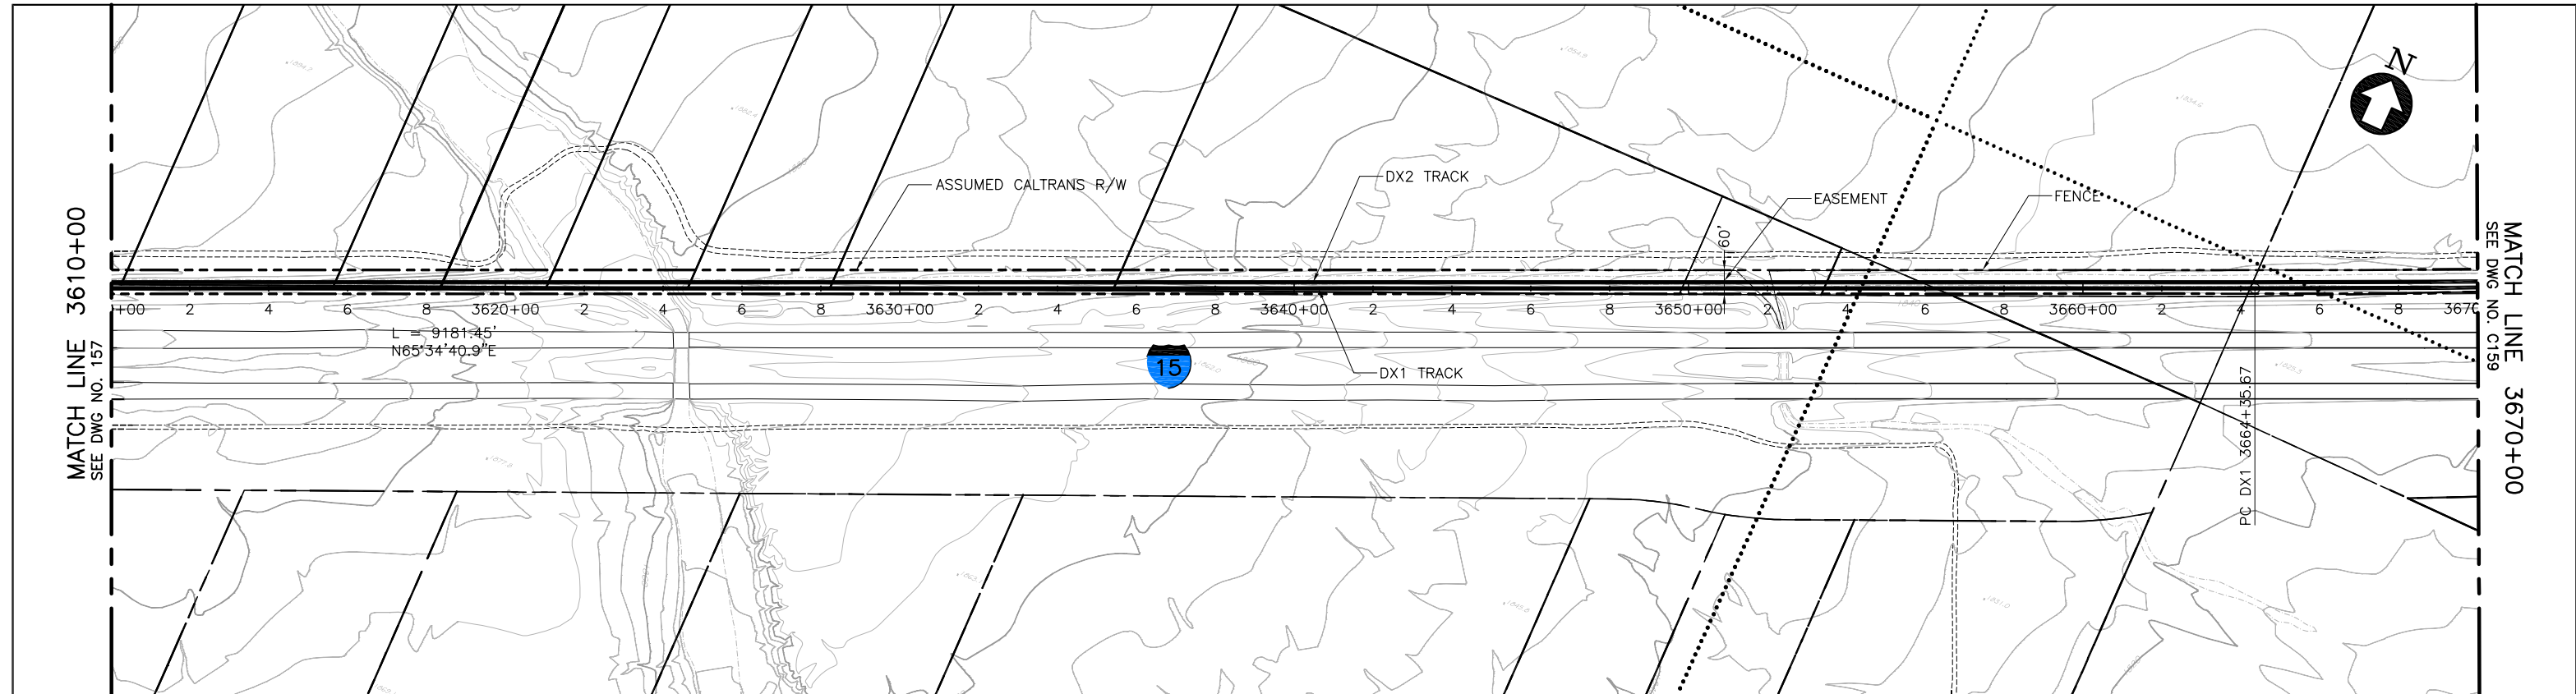 N
ASSUMED CALTRANS R/W
DX2 TRACK
EASEMENT
FENCE
60'
MATCH LINE 3610+00
SEE DWG NO. 157
+00 2 4 6 8 3620+00 2 4 6 8 3630+00 2 4 6 8 3640+00 2 4 6 8 3650+00 2 4 6 8 3660+00 2 4 6 8 3670
L = 9181.45'
N65°34'40.9"E
15
DX1 TRACK
PC DX1 3664+35.67
MATCH LINE 3670+00
SEE DWG NO. C159